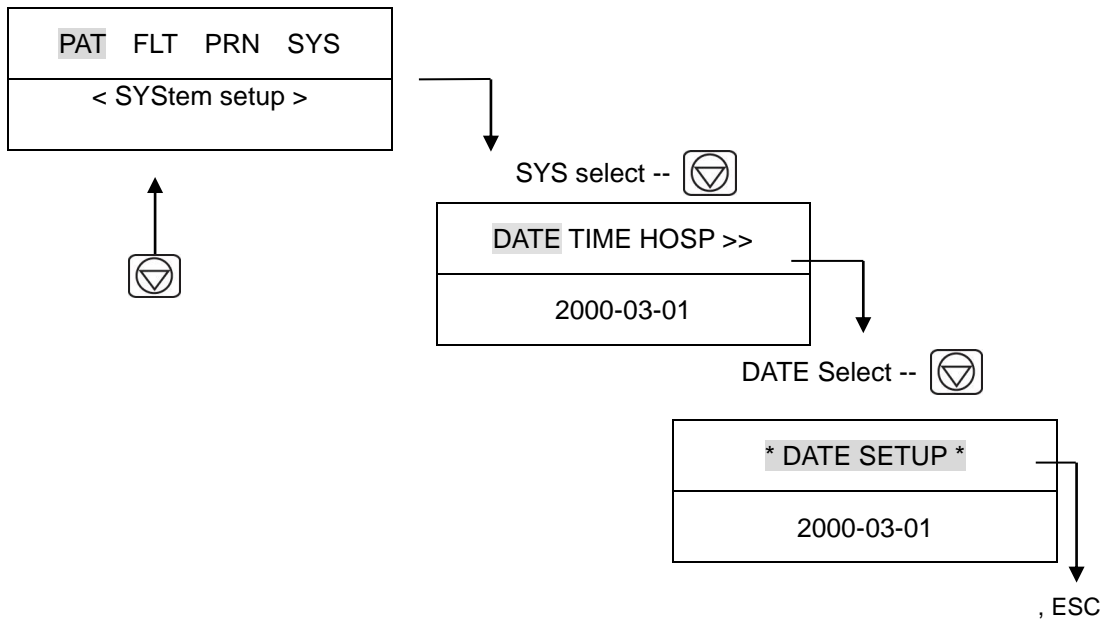 PAT FLT PRN SYS
< SYStem setup >
SYS select --
DATE TIME HOSP >>
2000-03-01
DATE Select --
* DATE SETUP *
2000-03-01
, ESC